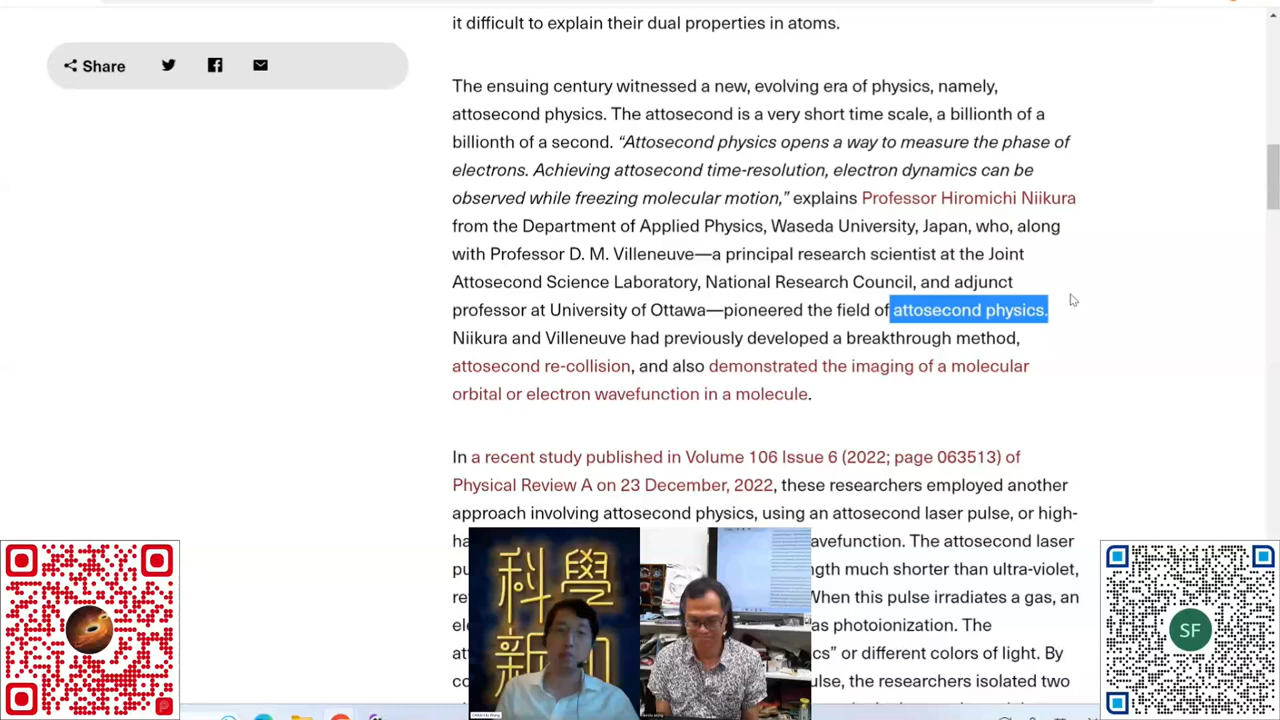 it difficult to explain their dual properties in atoms.
Share
The ensuing century witnessed a new, evolving era of physics, namely,
attosecond physics. The attosecond is a very short time scale, a billionth of a
billionth of a second. “Attosecond physics opens a way to measure the phase of
electrons. Achieving attosecond time-resolution, electron dynamics can be
observed while freezing molecular motion,” explains Professor Hiromichi Niikura
from the Department of Applied Physics, Waseda University, Japan, who, along
with Professor D. M. Villeneuve—a principal research scientist at the Joint
Attosecond Science Laboratory, National Research Council, and adjunct
professor at University of Ottawa—pioneered the field of attosecond physics.
Niikura and Villeneuve had previously developed a breakthrough method,
attosecond re-collision, and also demonstrated the imaging of a molecular
orbital or electron wavefunction in a molecule.
In a recent study published in Volume 106 Issue 6 (2022; page 063513) of
Physical Review A on 23 December, 2022, these researchers employed another
approach involving attosecond physics, using an attosecond laser pulse, or high-
avefunction. The attosecond laser
ngth much shorter than ultra-violet,
When this pulse irradiates a gas, an
as photoionization. The
cs” or different colors of light. By
ulse, the researchers isolated two
學
新
SF